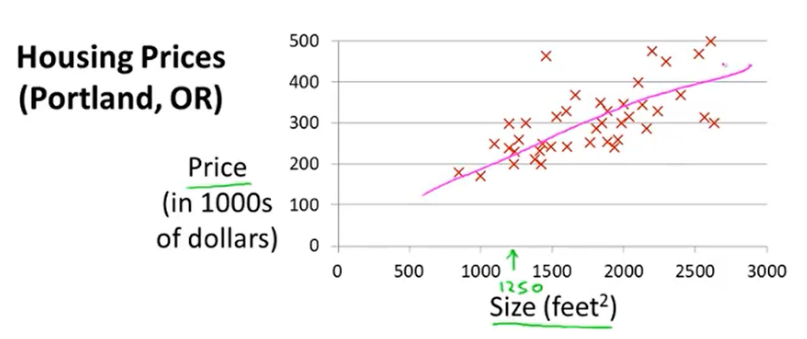 Housing Prices
(Portland, OR)
Price
(in 1000s
of dollars)
500
400
300
200
100
0
0 500 1000 1500 2000 2500 3000
1250
Size (feet²)